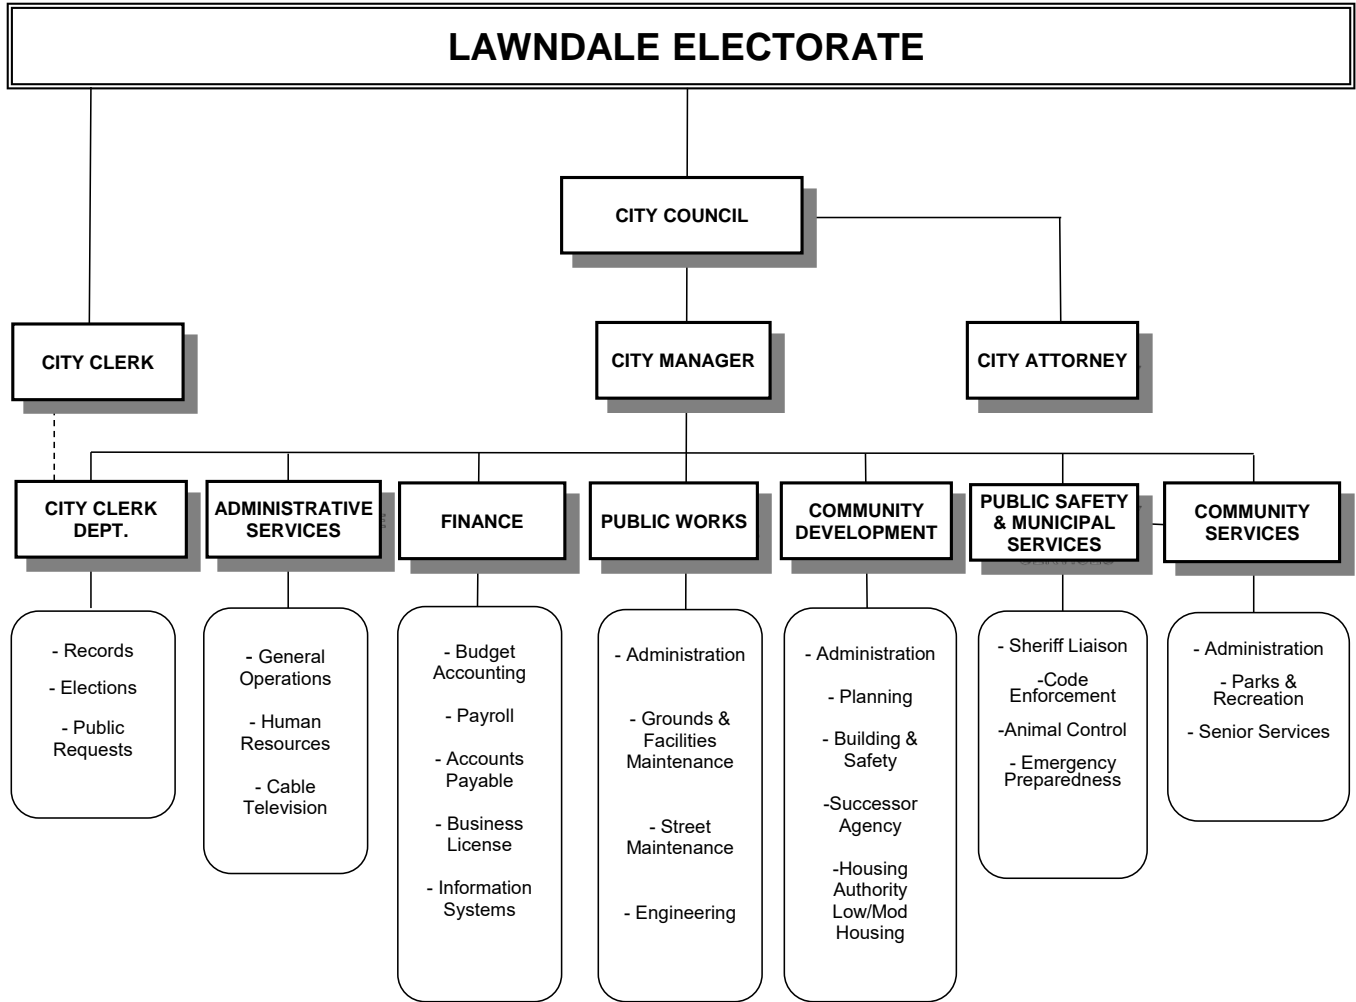 LAWNDALE ELECTORATE
CITY COUNCIL
CITY CLERK
CITY MANAGER
CITY ATTORNEY
CITY CLERK
DEPT.
ADMINISTRATIVE
SERVICES
FINANCE
PUBLIC WORKS
COMMUNITY
DEVELOPMENT
PUBLIC SAFETY
& MUNICIPAL
SERVICES
COMMUNITY
SERVICES
- Records
- Elections
- Public
Requests
- General
Operations
- Human
Resources
- Cable
Television
- Budget
Accounting
- Payroll
- Accounts
Payable
- Business
License
- Information
Systems
- Administration
- Grounds &
Facilities
Maintenance
- Street
Maintenance
- Engineering
- Administration
- Planning
- Building &
Safety
-Successor
Agency
-Housing
Authority
Low/Mod
Housing
- Sheriff Liaison
-Code
Enforcement
-Animal Control
- Emergency
Preparedness
- Administration
- Parks &
Recreation
- Senior Services